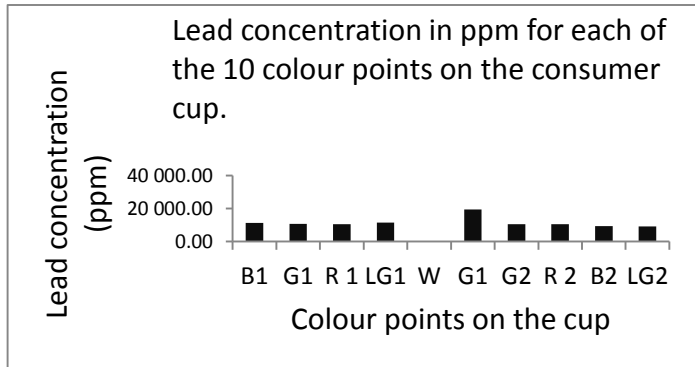 Lead concentration in ppm for each of
the 10 colour points on the consumer
cup.
Lead concentration
(ppm)
40 000.00
20 000.00
0.00
B1 G1 R 1 LG1 W G1 G2 R 2 B2 LG2
Colour points on the cup